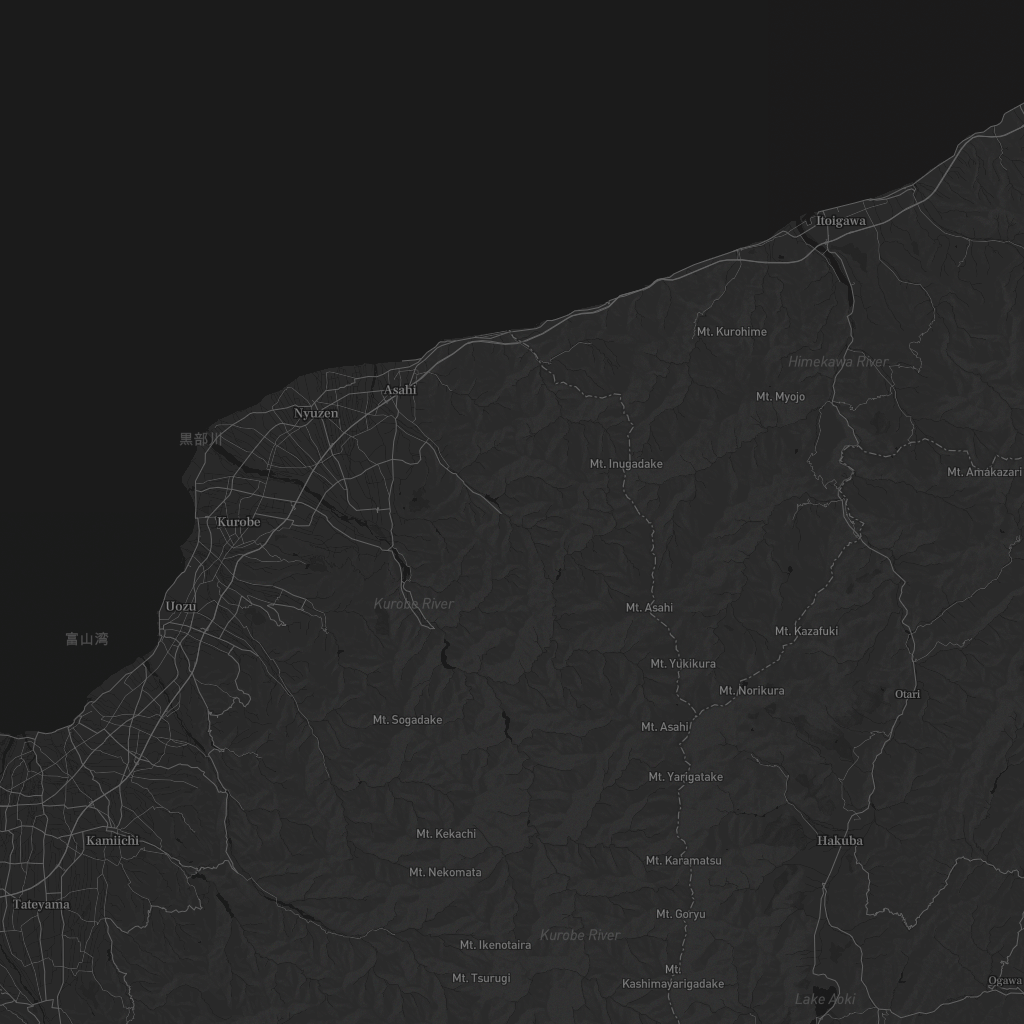 Itoigawa
Mt. Kurohime
Himekawa River
Asahi
Mt. Myojo
Nyuzen
黒部川
Mt. Inugadake
Mt. Amakazari
Kurobe
Kurobe River
Uozu
Mt. Asahi
Mt. Kazafuki
富山湾
Mt. Yukikura
Mt. Norikura
Otari
Mt. Sogadake
Mt. Asahi
Mt. Yarigatake
Mt. Kekachi
Kamiichi
Hakuba
Mt. Karamatsu
Mt. Nekomata
Tateyama
Mt. Goryu
Kurobe River
Mt. Ikenotaira
Mt. Tsurugi
Mt.
Kashimayarigadake
Ogawa
Lake Aoki